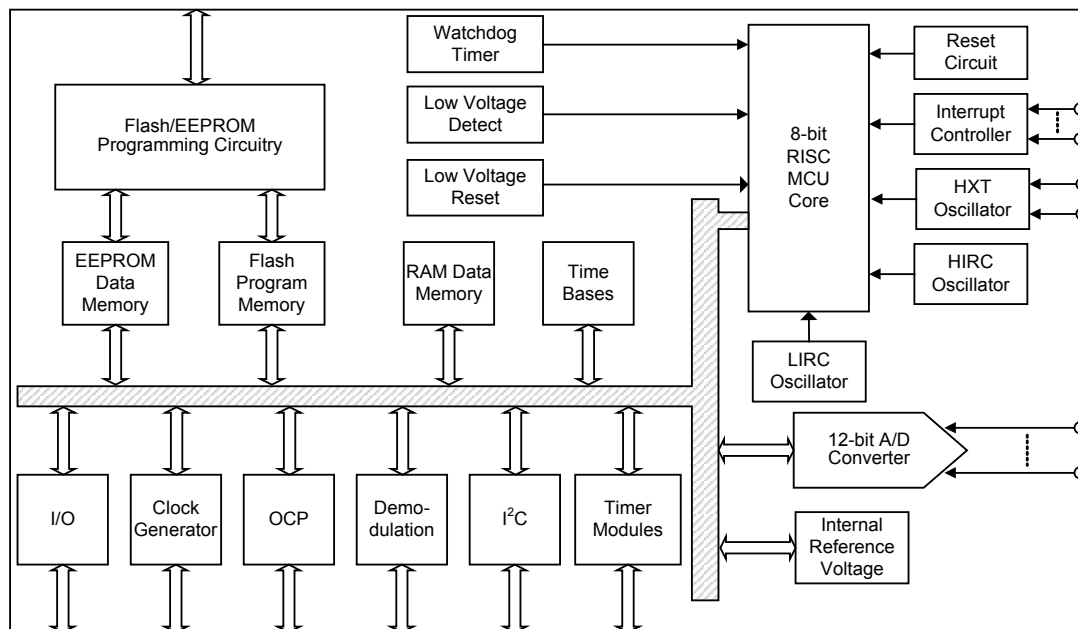 Watchdog
Timer
Low Voltage
Detect
Low Voltage
Reset
8-bit
RISC
MCU
Core
Reset
Circuit
Interrupt
Controller
HXT
Oscillator
HIRC
Oscillator
LIRC
Oscillator
Flash/EEPROM
Programming Circuitry
EEPROM
Data
Memory
Flash
Program
Memory
RAM Data
Memory
Time
Bases
I/O
Clock
Generator
OCP
Demo-
dulation
I²C
Timer
Modules
12-bit A/D
Converter
Internal
Reference
Voltage